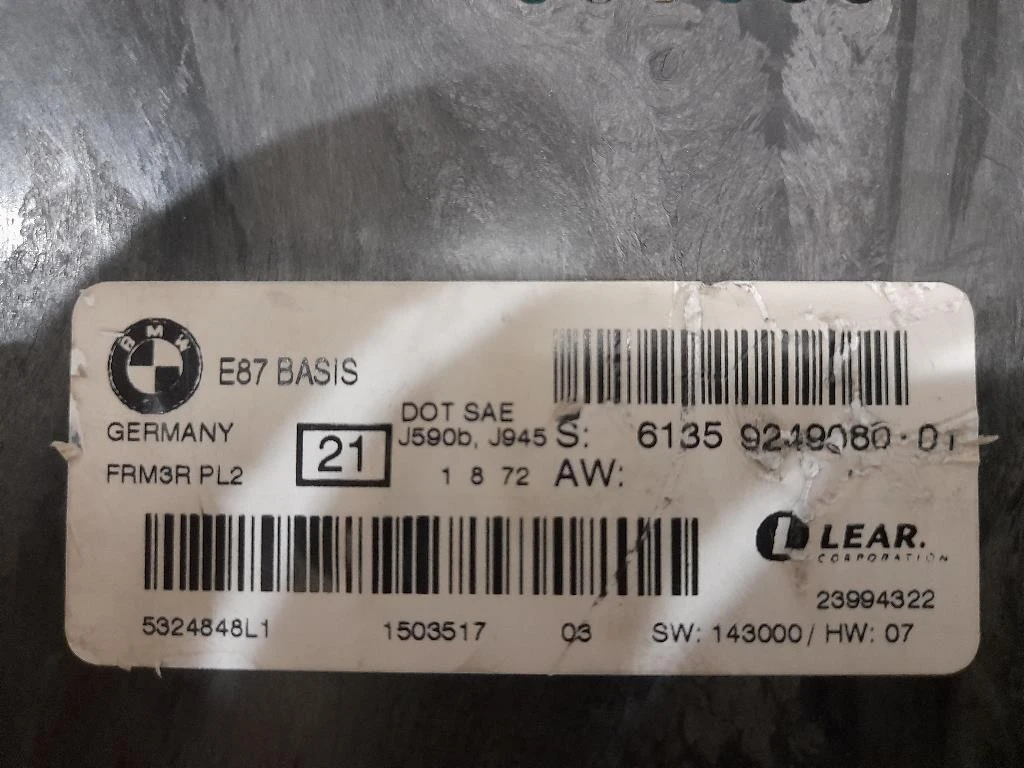 BMW
E87 BASIS
GERMANY
FRM3R PL2
21
DOT SAE
J590b, J945
1 8 72
S: 6135 9249080-01
AW:
LEAR.
CORPORATION
23994322
5324848L1 1503517 03 SW: 143000/ HW: 07